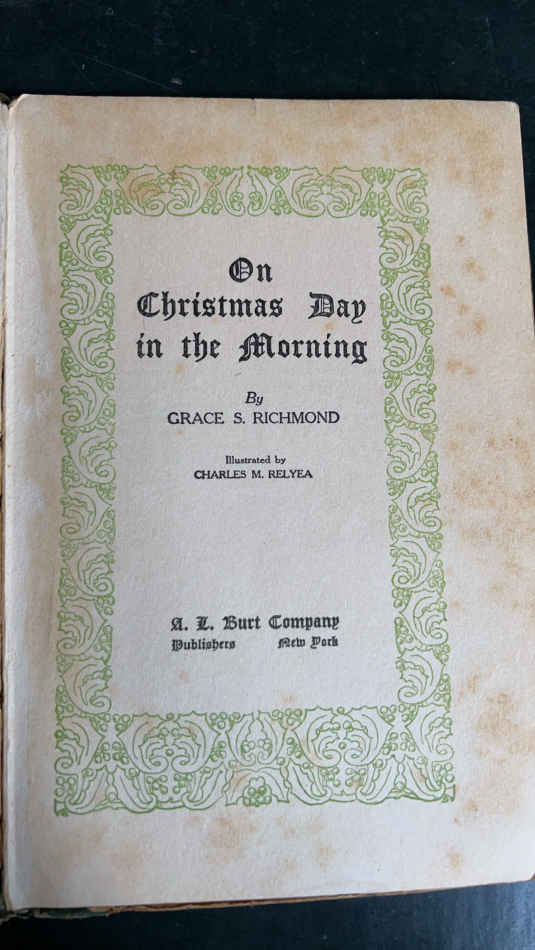 On
Christmas Day
in the Morning
By
GRACE S. RICHMOND
Illustrated by
CHARLES M. RELYEA
A. L. Burt Company
Publishers New York